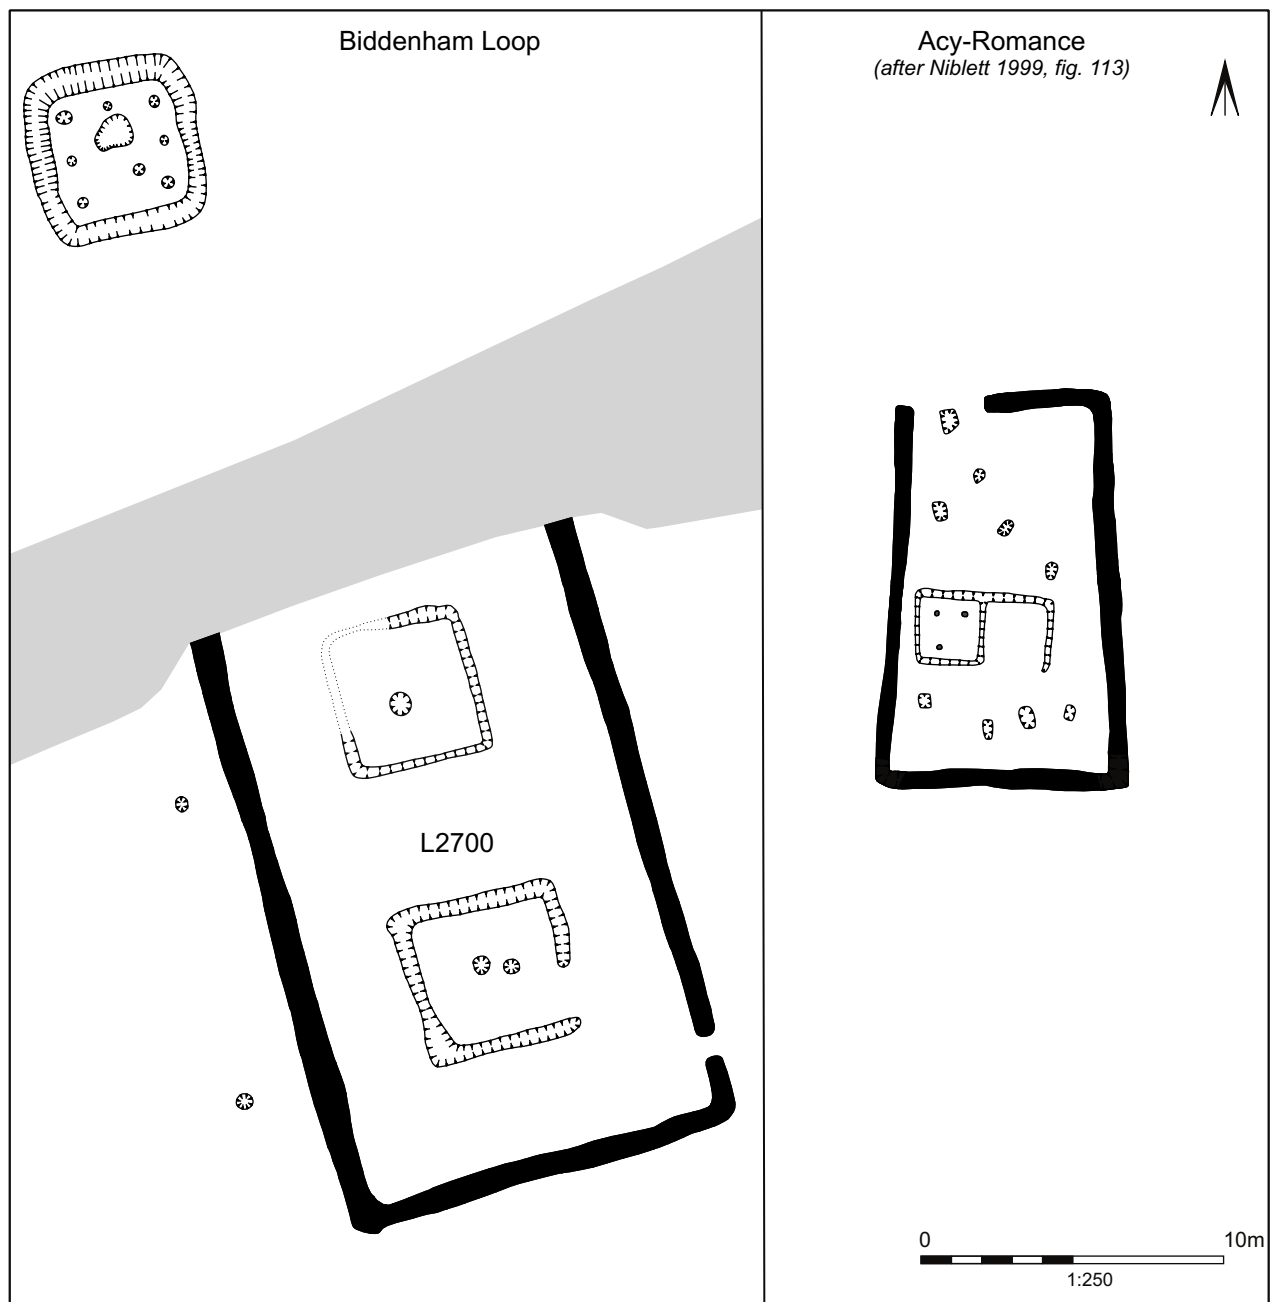 Biddenham Loop
Acy-Romance
(after Niblett 1999, fig. 113)
L2700
0 10m
1:250